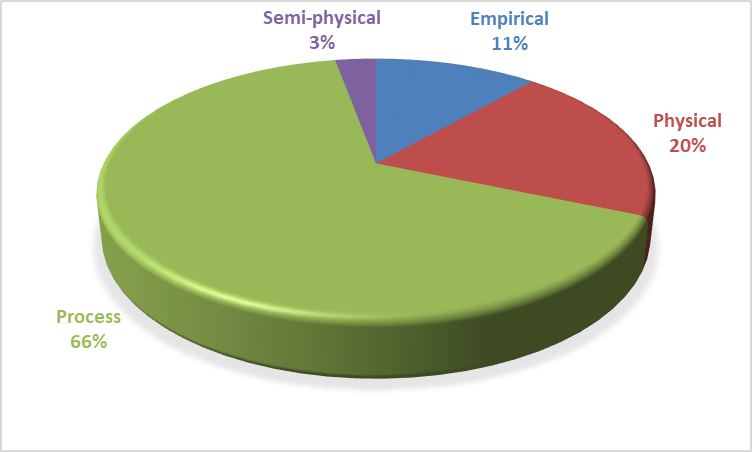 Semi-physical
3%
Empirical
11%
Physical
20%
Process
66%